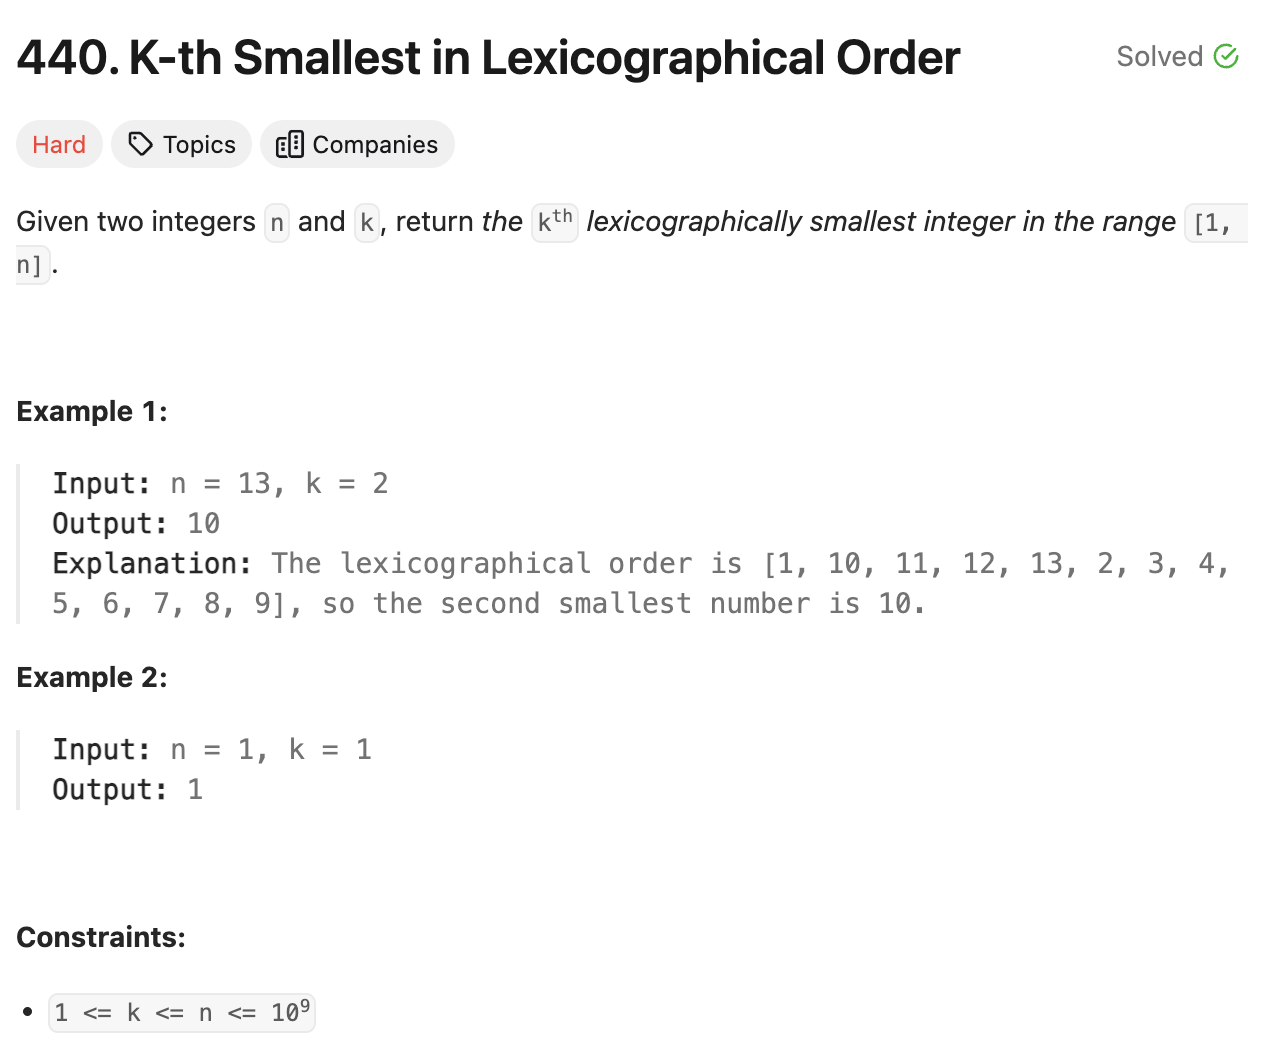 440. K-th Smallest in Lexicographical Order
Solved
Hard
Topics
Companies
Given two integers n and k, return the kth lexicographically smallest integer in the range [1,
n].
Example 1:
Input: n = 13, k = 2
Output: 10
Explanation: The lexicographical order is [1, 10, 11, 12, 13, 2, 3, 4,
5, 6, 7, 8, 9], so the second smallest number is 10.
Example 2:
Input: n = 1, k = 1
Output: 1
Constraints:
• 1 <= k <= n <= 10⁹